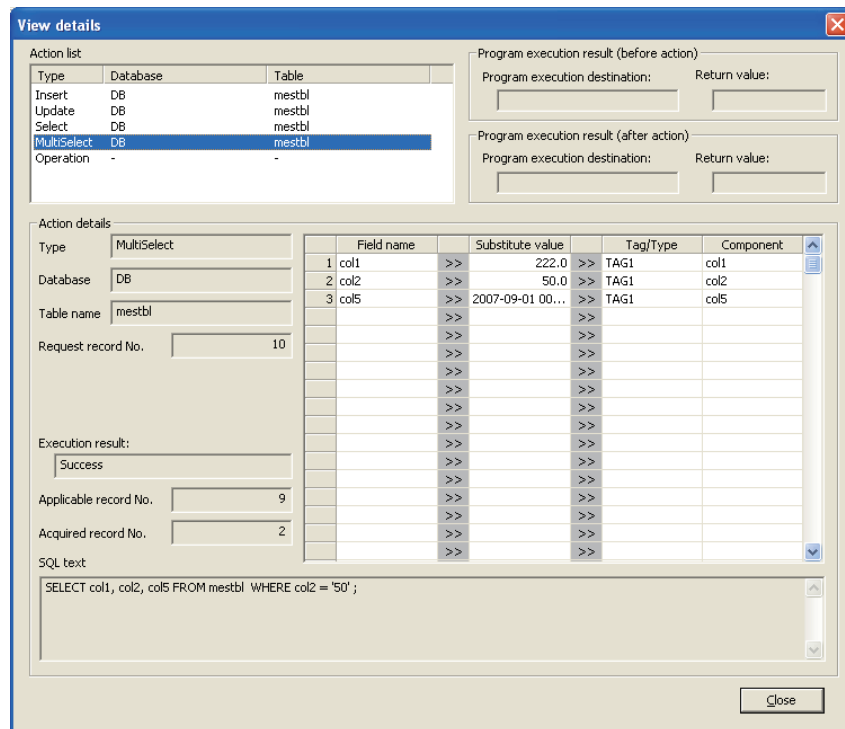 View details
Action list
Type Database Table
Insert DB mestbl
Update DB mestbl
Select DB mestbl
MultiSelect DB mestbl
Operation - -
Program execution result (before action)
Program execution destination: Return value:
Program execution result (after action)
Program execution destination: Return value:
Action details
Type MultiSelect
Database DB
Table name mestbl
Request record No. 10
Execution result:
Success
Applicable record No. 9
Acquired record No. 2
Field name Substitute value Tag/Type Component
1 col1 >> 222.0 >> TAG1 col1
2 col2 >> 50.0 >> TAG1 col2
3 col5 >> 2007-09-01 00... >> TAG1 col5
>> >>
>> >>
>> >>
>> >>
>> >>
>> >>
>> >>
>> >>
>> >>
>> >>
>> >>
>> >>
>> >>
>> >>
SQL text
SELECT col1, col2, col5 FROM mestbl WHERE col2 = '50' ;
Close